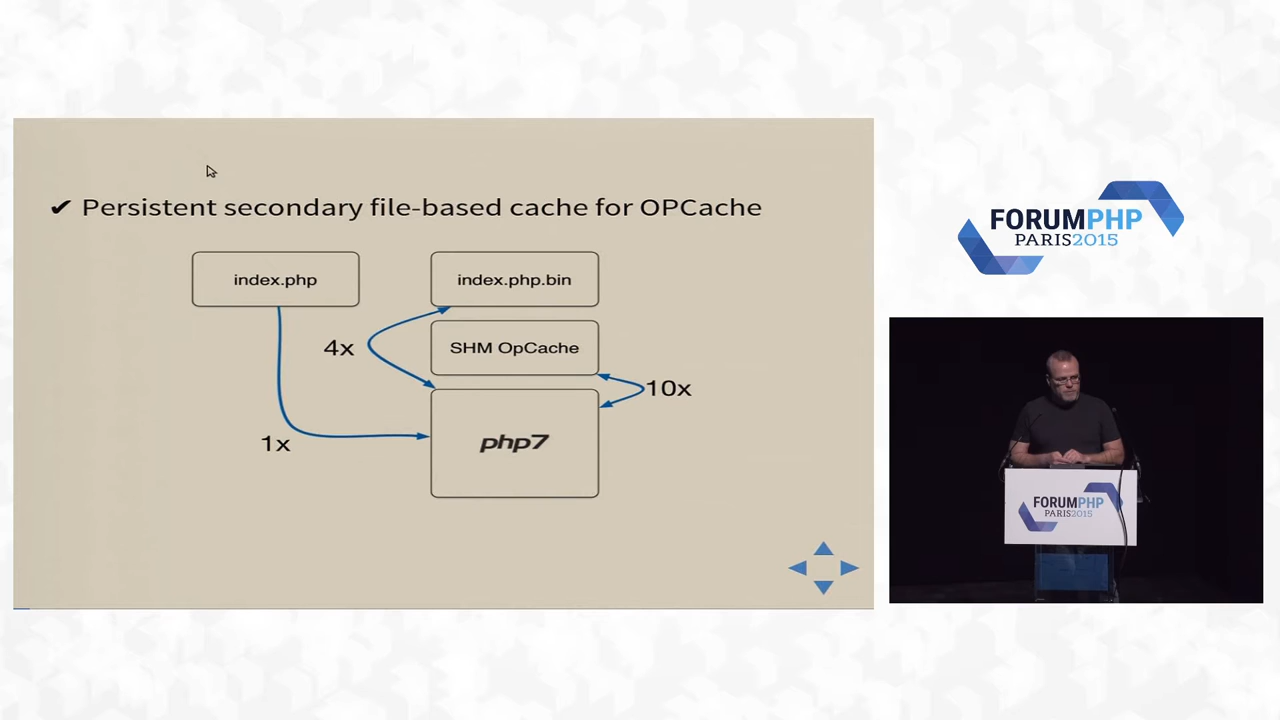 ✔ Persistent secondary file-based cache for OPCache
index.php
index.php.bin
4x
SHM OpCache
10x
1x
php7
FORUMPHP
PARIS2015
FORUMPHP
PARIS2015